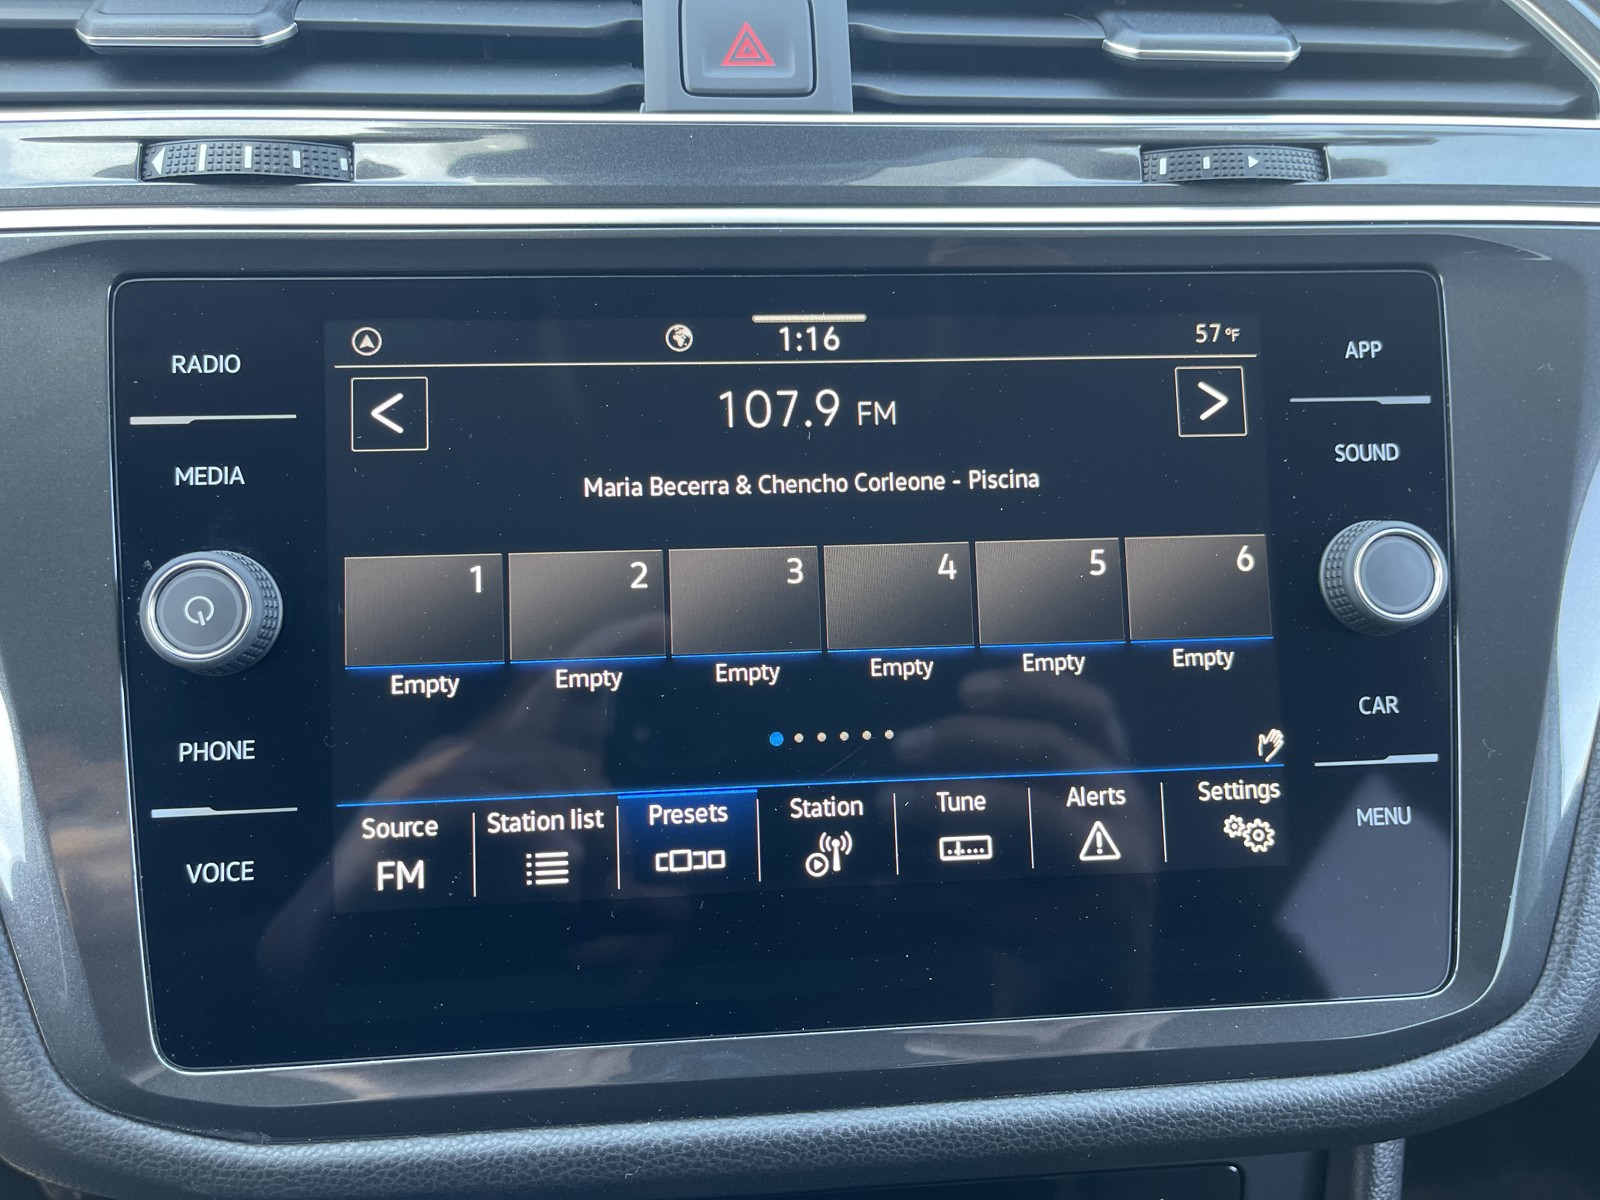 1:16
57°F
<
107.9 FM
>
Maria Becerra & Chencho Corleone - Piscina
1
2
3
4
5
6
Empty
Empty
Empty
Empty
Empty
Empty
Source
FM
Station list
Presets
Station
Tune
Alerts
Settings
RADIO
MEDIA
PHONE
VOICE
APP
SOUND
CAR
MENU